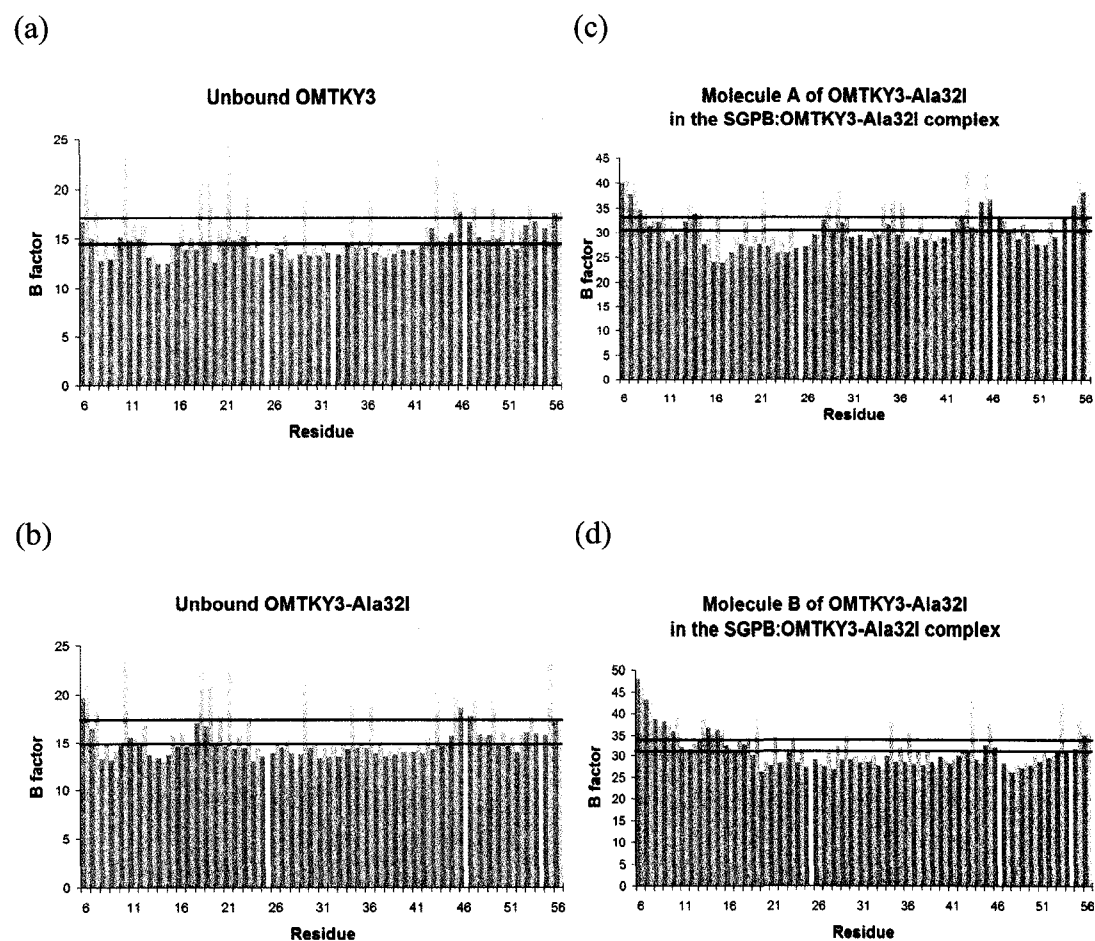 (a)
Unbound OMTKY3
25
20
15
10
5
0
B factor
6 11 16 21 26 31 36 41 46 51 56
Residue
(c)
Molecule A of OMTKY3-Ala32I
in the SGPB:OMTKY3-Ala32I complex
45
40
35
30
25
20
15
10
5
0
B factor
6 11 16 21 26 31 36 41 46 51 56
Residue
(b)
Unbound OMTKY3-Ala32I
25
20
15
10
5
0
B factor
6 11 16 21 26 31 36 41 46 51 56
Residue
(d)
Molecule B of OMTKY3-Ala32I
in the SGPB:OMTKY3-Ala32I complex
50
45
40
35
30
25
20
15
10
5
0
B factor
6 11 16 21 26 31 36 41 46 51 56
Residue